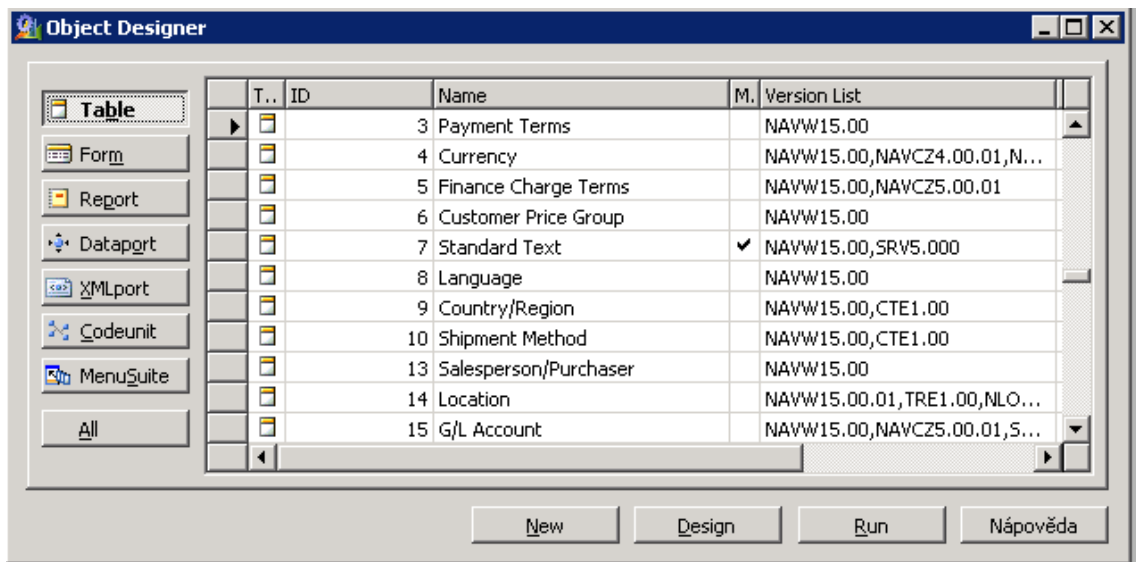 Object Designer
Table
Form
Report
Dataport
XMLport
Codeunit
MenuSuite
All
T.. ID Name M. Version List
3 Payment Terms NAVW15.00
4 Currency NAVW15.00,NAVCZ4.00.01,N...
5 Finance Charge Terms NAVW15.00,NAVCZ5.00.01
6 Customer Price Group NAVW15.00
7 Standard Text ✔ NAVW15.00,SRV5.000
8 Language NAVW15.00
9 Country/Region NAVW15.00,CTE1.00
10 Shipment Method NAVW15.00,CTE1.00
13 Salesperson/Purchaser NAVW15.00
14 Location NAVW15.00.01,TRE1.00,NLO...
15 G/L Account NAVW15.00,NAVCZ5.00.01,S...
New Design Run Nápověda